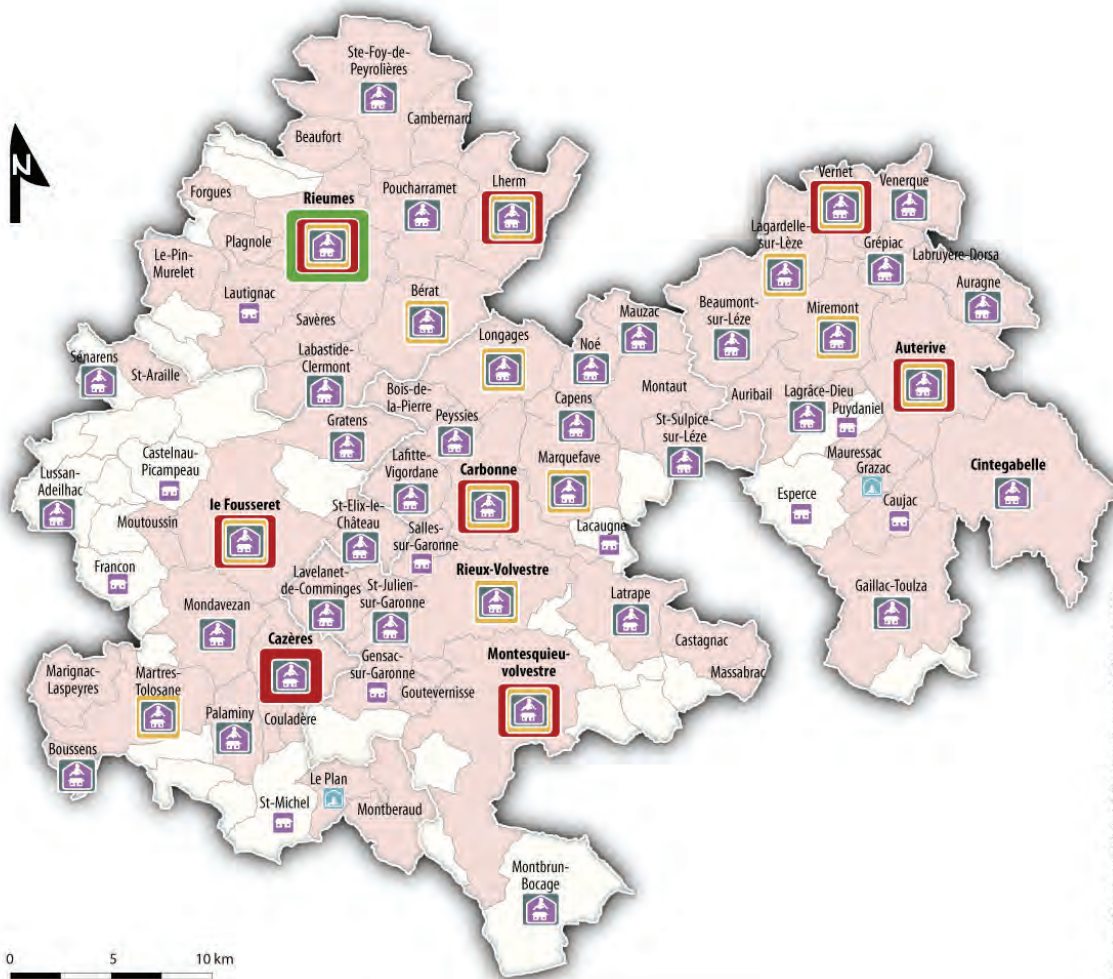 Ste-Foy-de-
Peyrolières
Cambernard
Beaufort
N
Forgues
Rieumes
Poucharramet
Lherm
Vernet
Venerque
Plagnole
Le-Pin-
Murelet
Lagardelle-
sur-Lèze
Grépiac
Labruyère-Dorsa
Auragne
Lautignac
Savères
Bérat
Longages
Mauzac
Beaumont-
sur-Léze
Miremont
Sénarens
St-Araille
Labastide-
Clermont
Noé
Auterive
Bois-de-
la-Pierre
Peyssies
Capens
Montaut
Auribail
Lagrâce-Dieu
Puydaniel
Gratens
St-Sulpice-
sur-Lèze
Castelnau-
Picampeau
Lafitte-
Vigordane
Carbonne
Marquefave
Mauressac
Grazac
Cintegabelle
Lussan-
Adeilhac
Moutoussin
le Fousseret
St-Elix-le-
Château
Salles-
sur-Garonne
Lacaugne
Esperce
Caujac
Francon
Lavelanet-
de-Comminges
St-Julien-
sur-Garonne
Rieux-Volvestre
Latrape
Gaillac-Toulza
Mondavezan
Cazères
Castagnac
Massabrac
Marignac-
Laspeyres
Martres-
Tolosane
Gensac-
sur-Garonne
Goutevernisse
Montesquieu-
volvestre
Palaminy
Couladère
Boussens
St-Michel
Le Plan
Montberaud
Montbrun-
Bocage
0 5 10 km